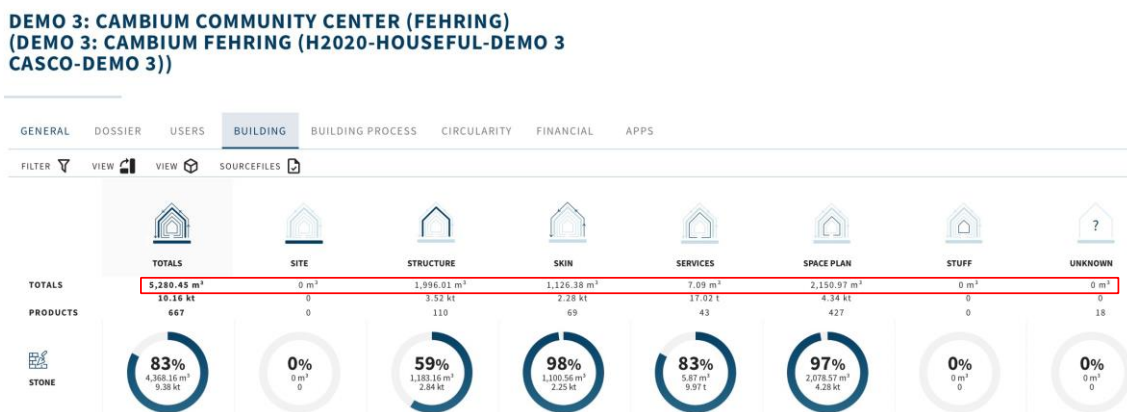 DEMO 3: CAMBIUM COMMUNITY CENTER (FEHRING)
(DEMO 3: CAMBIUM FEHRING (H2020-HOUSEFUL-DEMO 3
CASCO-DEMO 3))
GENERAL DOSSIER USERS BUILDING BUILDING PROCESS CIRCULARITY FINANCIAL APPS
FILTER VIEW VIEW SOURCEFILES
?
TOTALS SITE STRUCTURE SKIN SERVICES SPACE PLAN STUFF UNKNOWN
TOTALS 5,280.45 m³ 0 m³ 1,996.01 m³ 1,126.38 m³ 7.09 m³ 2,150.97 m³ 0 m³ 0 m³
10.16 kt 0 3.52 kt 2.28 kt 17.02 t 4.34 kt 0 0
PRODUCTS 667 0 110 69 43 427 0 18
STONE
83% 0% 59% 98% 83% 97% 0% 0%
4,368.16 m³ 0 m³ 1,183.16 m³ 1,100.56 m³ 5.87 m³ 2,078.57 m³ 0 m³ 0 m³
9.38 kt 0 2.84 kt 2.25 kt 9.97 t 4.28 kt 0 0